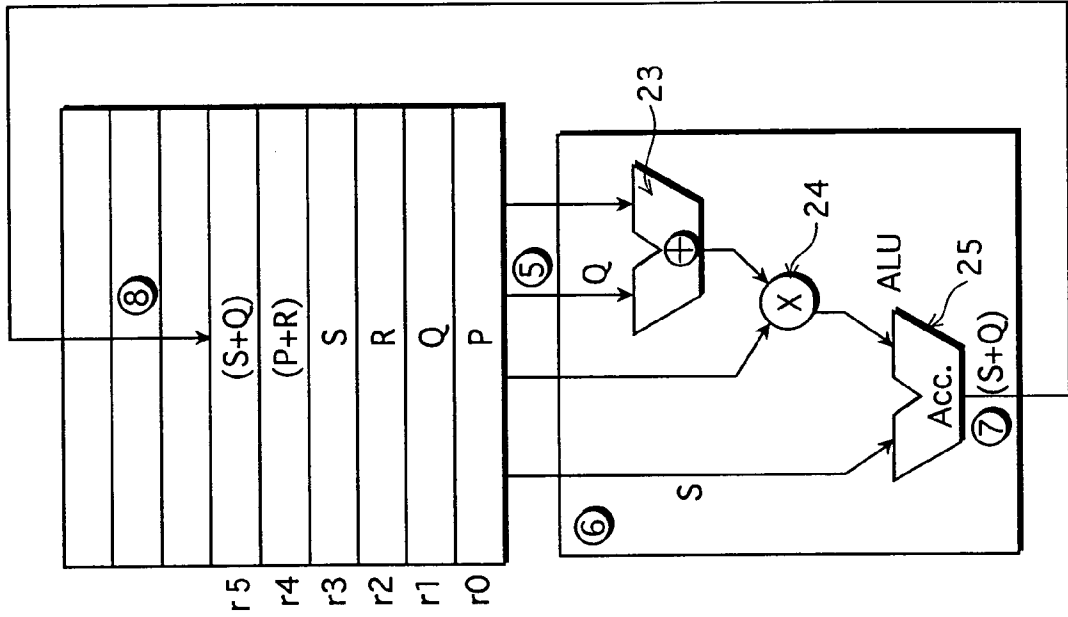 ⑧
r5 (S+Q)
r4 (P+R)
r3 S
r2 R
r1 Q
r0 P
⑤
⑥
Q
23
+
S
X
24
ALU
Acc.
25
⑦ (S+Q)